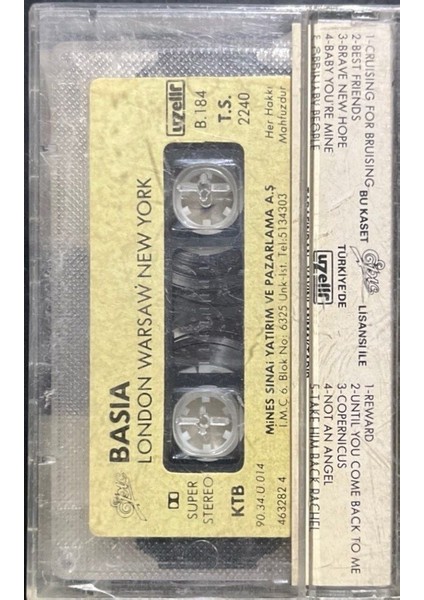 Epic
BASIA
LONDON WARSAW NEW YORK
uzelli
B.184
T.S.
2240
Her Hakkı
Mahfuzdur
SUPER
STEREO
KTB
90.34.U 014
463282 4
MİNES SINAİ YATIRIM VE PAZARLAMA A.Ş
İ.M.C 6. Blok No: 6325 Unk-İst. Tel:5134303
1-CRUISING FOR BRUISING
2-BEST FRIENDS
3-BRAVE NEW HOPE
4-BABY YOU'RE MINE
PEOPLE
BU KASET
Epic
LISANSI İLE
TÜRKİYE'DE
uzelli
1-REWARD
2-UNTIL YOU COME BACK TO ME
3-COPERNICUS
4-NOT AN ANGEL
5-TAKE HIM BACK RACHEL